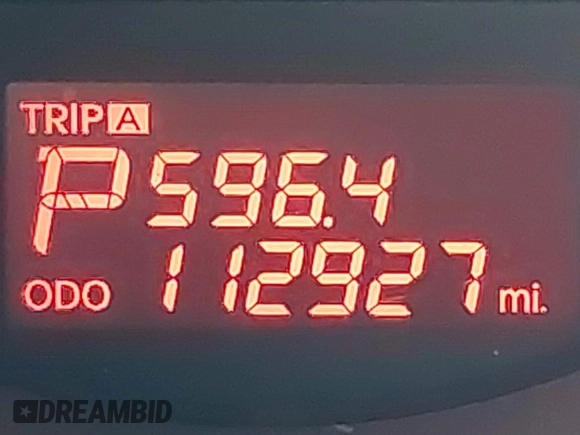 TRIP A
P 596.4
ODO 112927 mi.
DREAMBID